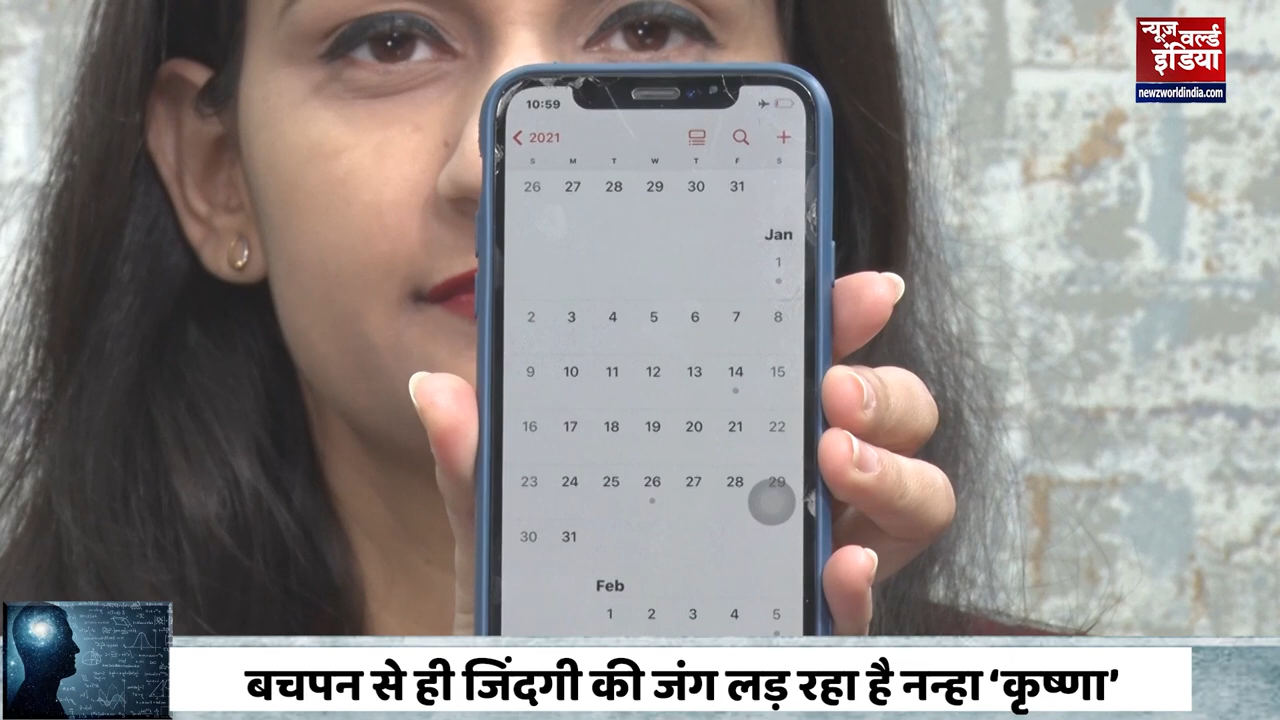 न्यूज़
वर्ल्ड
इंडिया
newzworldindia.com
10:59
2021
S M T W T F S
26 27 28 29 30 31
Jan
1
2 3 4 5 6 7 8
9 10 11 12 13 14 15
16 17 18 19 20 21 22
23 24 25 26 27 28 29
30 31
Feb
1 2 3 4 5
बचपन से ही जिंदगी की जंग लड़ रहा है नन्हा ‘कृष्णा’